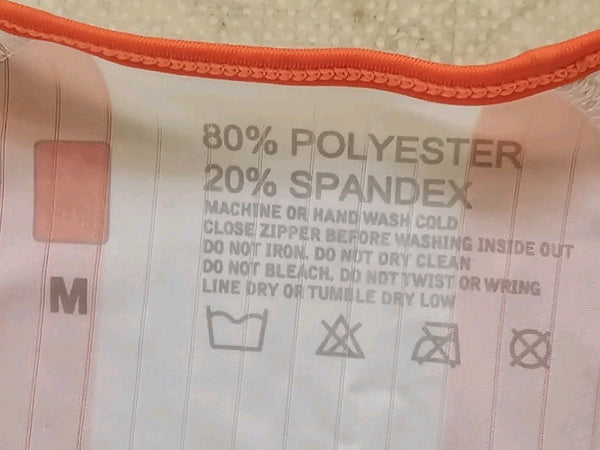 80% POLYESTER
20% SPANDEX
MACHINE OR HAND WASH COLD
CLOSE ZIPPER BEFORE WASHING INSIDE OUT
DO NOT IRON. DO NOT DRY CLEAN
DO NOT BLEACH. DO NOT TWIST OR WRING
LINE DRY OR TUMBLE DRY LOW
M